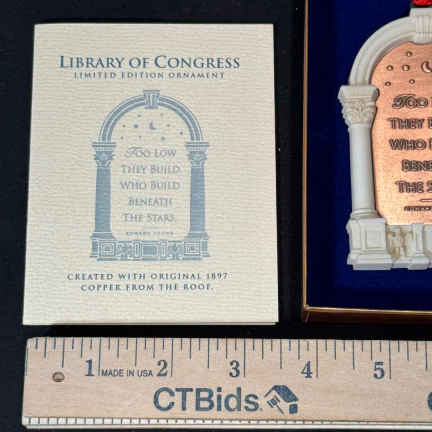 LIBRARY OF CONGRESS
LIMITED EDITION ORNAMENT
TOO LOW
THEY BUILD
WHO BUILD
BENEATH
THE STARS.
EDWARD YOUNG
CREATED WITH ORIGINAL 1897
COPPER FROM THE ROOF.
TOO
THEY
WHO
BENE
THE S
1 MADE IN USA 2 3 4 5
CTBids